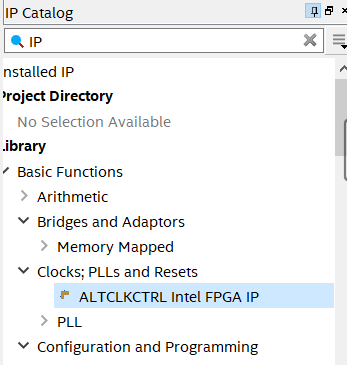 IP Catalog
IP
nstalled IP
Project Directory
No Selection Available
Library
Basic Functions
Arithmetic
Bridges and Adaptors
Memory Mapped
Clocks; PLLs and Resets
ALTCLKCTRL Intel FPGA IP
PLL
Configuration and Programming